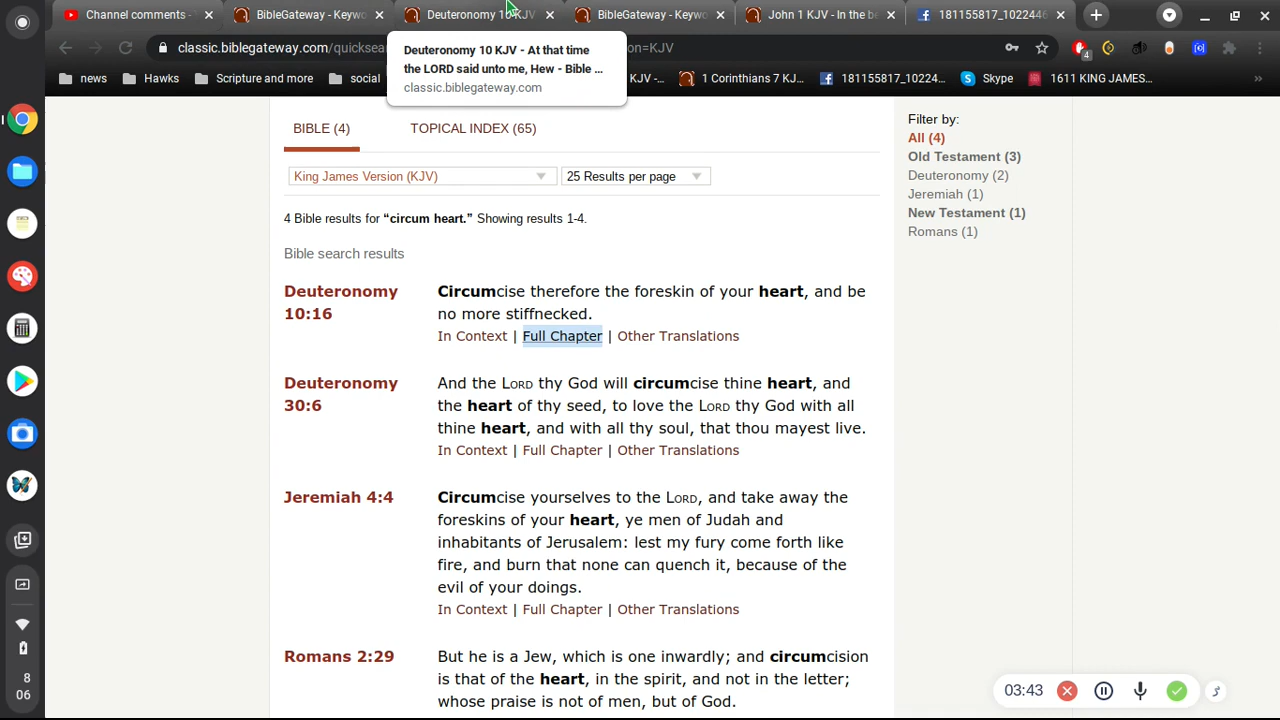 Channel comments -
BibleGateway - Keywo
Deuteronomy 10 KJV
BibleGateway - Keywo
John 1 KJV - In the be
181155817_1022446
classic.biblegateway.com/quicksea
on=KJV
Deuteronomy 10 KJV - At that time
the LORD said unto me, Hew - Bible ...
classic.biblegateway.com
4
news
Hawks
Scripture and more
social
KJV -...
1 Corinthians 7 KJ...
181155817_10224...
Skype
1611 KING JAMES...
»
BIBLE (4)
TOPICAL INDEX (65)
King James Version (KJV)
25 Results per page
4 Bible results for “circum heart.” Showing results 1-4.
Bible search results
Deuteronomy
10:16
Circumcise therefore the foreskin of your heart, and be
no more stiffnecked.
In Context | Full Chapter | Other Translations
Deuteronomy
30:6
And the LORD thy God will circumcise thine heart, and
the heart of thy seed, to love the LORD thy God with all
thine heart, and with all thy soul, that thou mayest live.
In Context | Full Chapter | Other Translations
Jeremiah 4:4
Circumcise yourselves to the LORD, and take away the
foreskins of your heart, ye men of Judah and
inhabitants of Jerusalem: lest my fury come forth like
fire, and burn that none can quench it, because of the
evil of your doings.
In Context | Full Chapter | Other Translations
Romans 2:29
But he is a Jew, which is one inwardly; and circumcision
is that of the heart, in the spirit, and not in the letter;
whose praise is not of men, but of God.
Filter by:
All (4)
Old Testament (3)
Deuteronomy (2)
Jeremiah (1)
New Testament (1)
Romans (1)
03:43
8
06